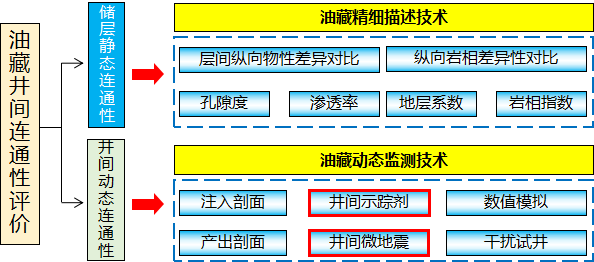 油藏井间连通性评价
储层静态连通性
油藏精细描述技术
层间纵向物性差异对比
纵向岩相差异性对比
孔隙度
渗透率
地层系数
岩相指数
井间动态连通性
油藏动态监测技术
注入剖面
井间示踪剂
数值模拟
产出剖面
井间微地震
干扰试井